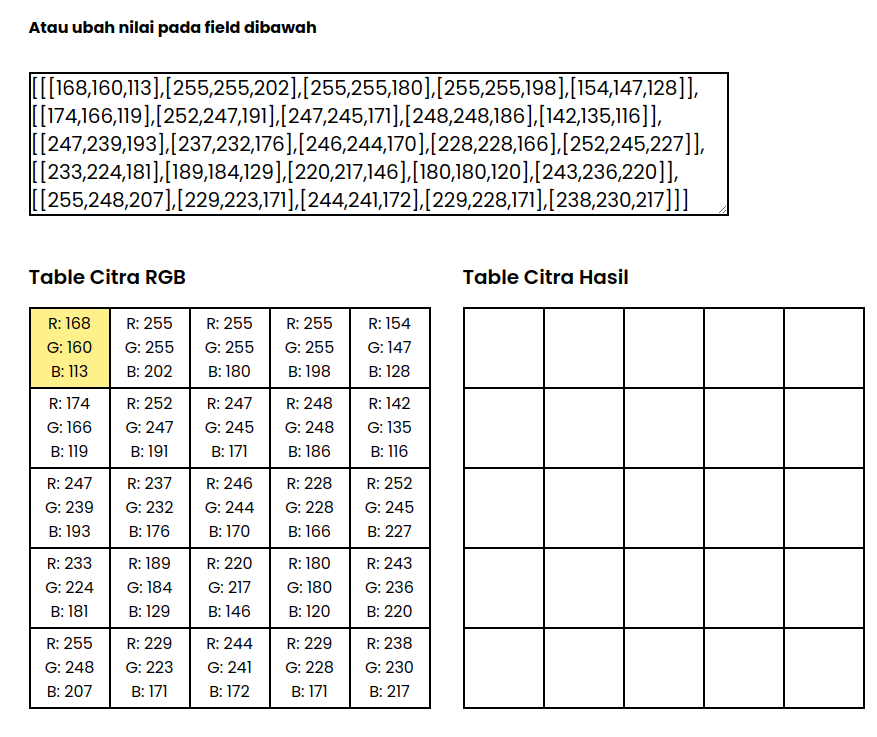 Atau ubah nilai pada field dibawah
[[[168,160,113],[255,255,202],[255,255,180],[255,255,198],[154,147,128]],
[[174,166,119],[252,247,191],[247,245,171],[248,248,186],[142,135,116]],
[[247,239,193],[237,232,176],[246,244,170],[228,228,166],[252,245,227]],
[[233,224,181],[189,184,129],[220,217,146],[180,180,120],[243,236,220]],
[[255,248,207],[229,223,171],[244,241,172],[229,228,171],[238,230,217]]]
Table Citra RGB
R: 168 R: 255 R: 255 R: 255 R: 154
G: 160 G: 255 G: 255 G: 255 G: 147
B: 113 B: 202 B: 180 B: 198 B: 128
R: 174 R: 252 R: 247 R: 248 R: 142
G: 166 G: 247 G: 245 G: 248 G: 135
B: 119 B: 191 B: 171 B: 186 B: 116
R: 247 R: 237 R: 246 R: 228 R: 252
G: 239 G: 232 G: 244 G: 228 G: 245
B: 193 B: 176 B: 170 B: 166 B: 227
R: 233 R: 189 R: 220 R: 180 R: 243
G: 224 G: 184 G: 217 G: 180 G: 236
B: 181 B: 129 B: 146 B: 120 B: 220
R: 255 R: 229 R: 244 R: 229 R: 238
G: 248 G: 223 G: 241 G: 228 G: 230
B: 207 B: 171 B: 172 B: 171 B: 217
Table Citra Hasil